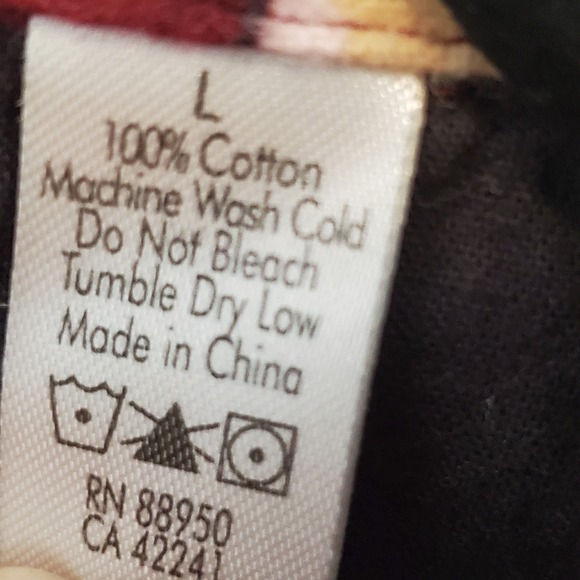 L
100% Cotton
Machine Wash Cold
Do Not Bleach
Tumble Dry Low
Made in China
RN 88950
CA 42241